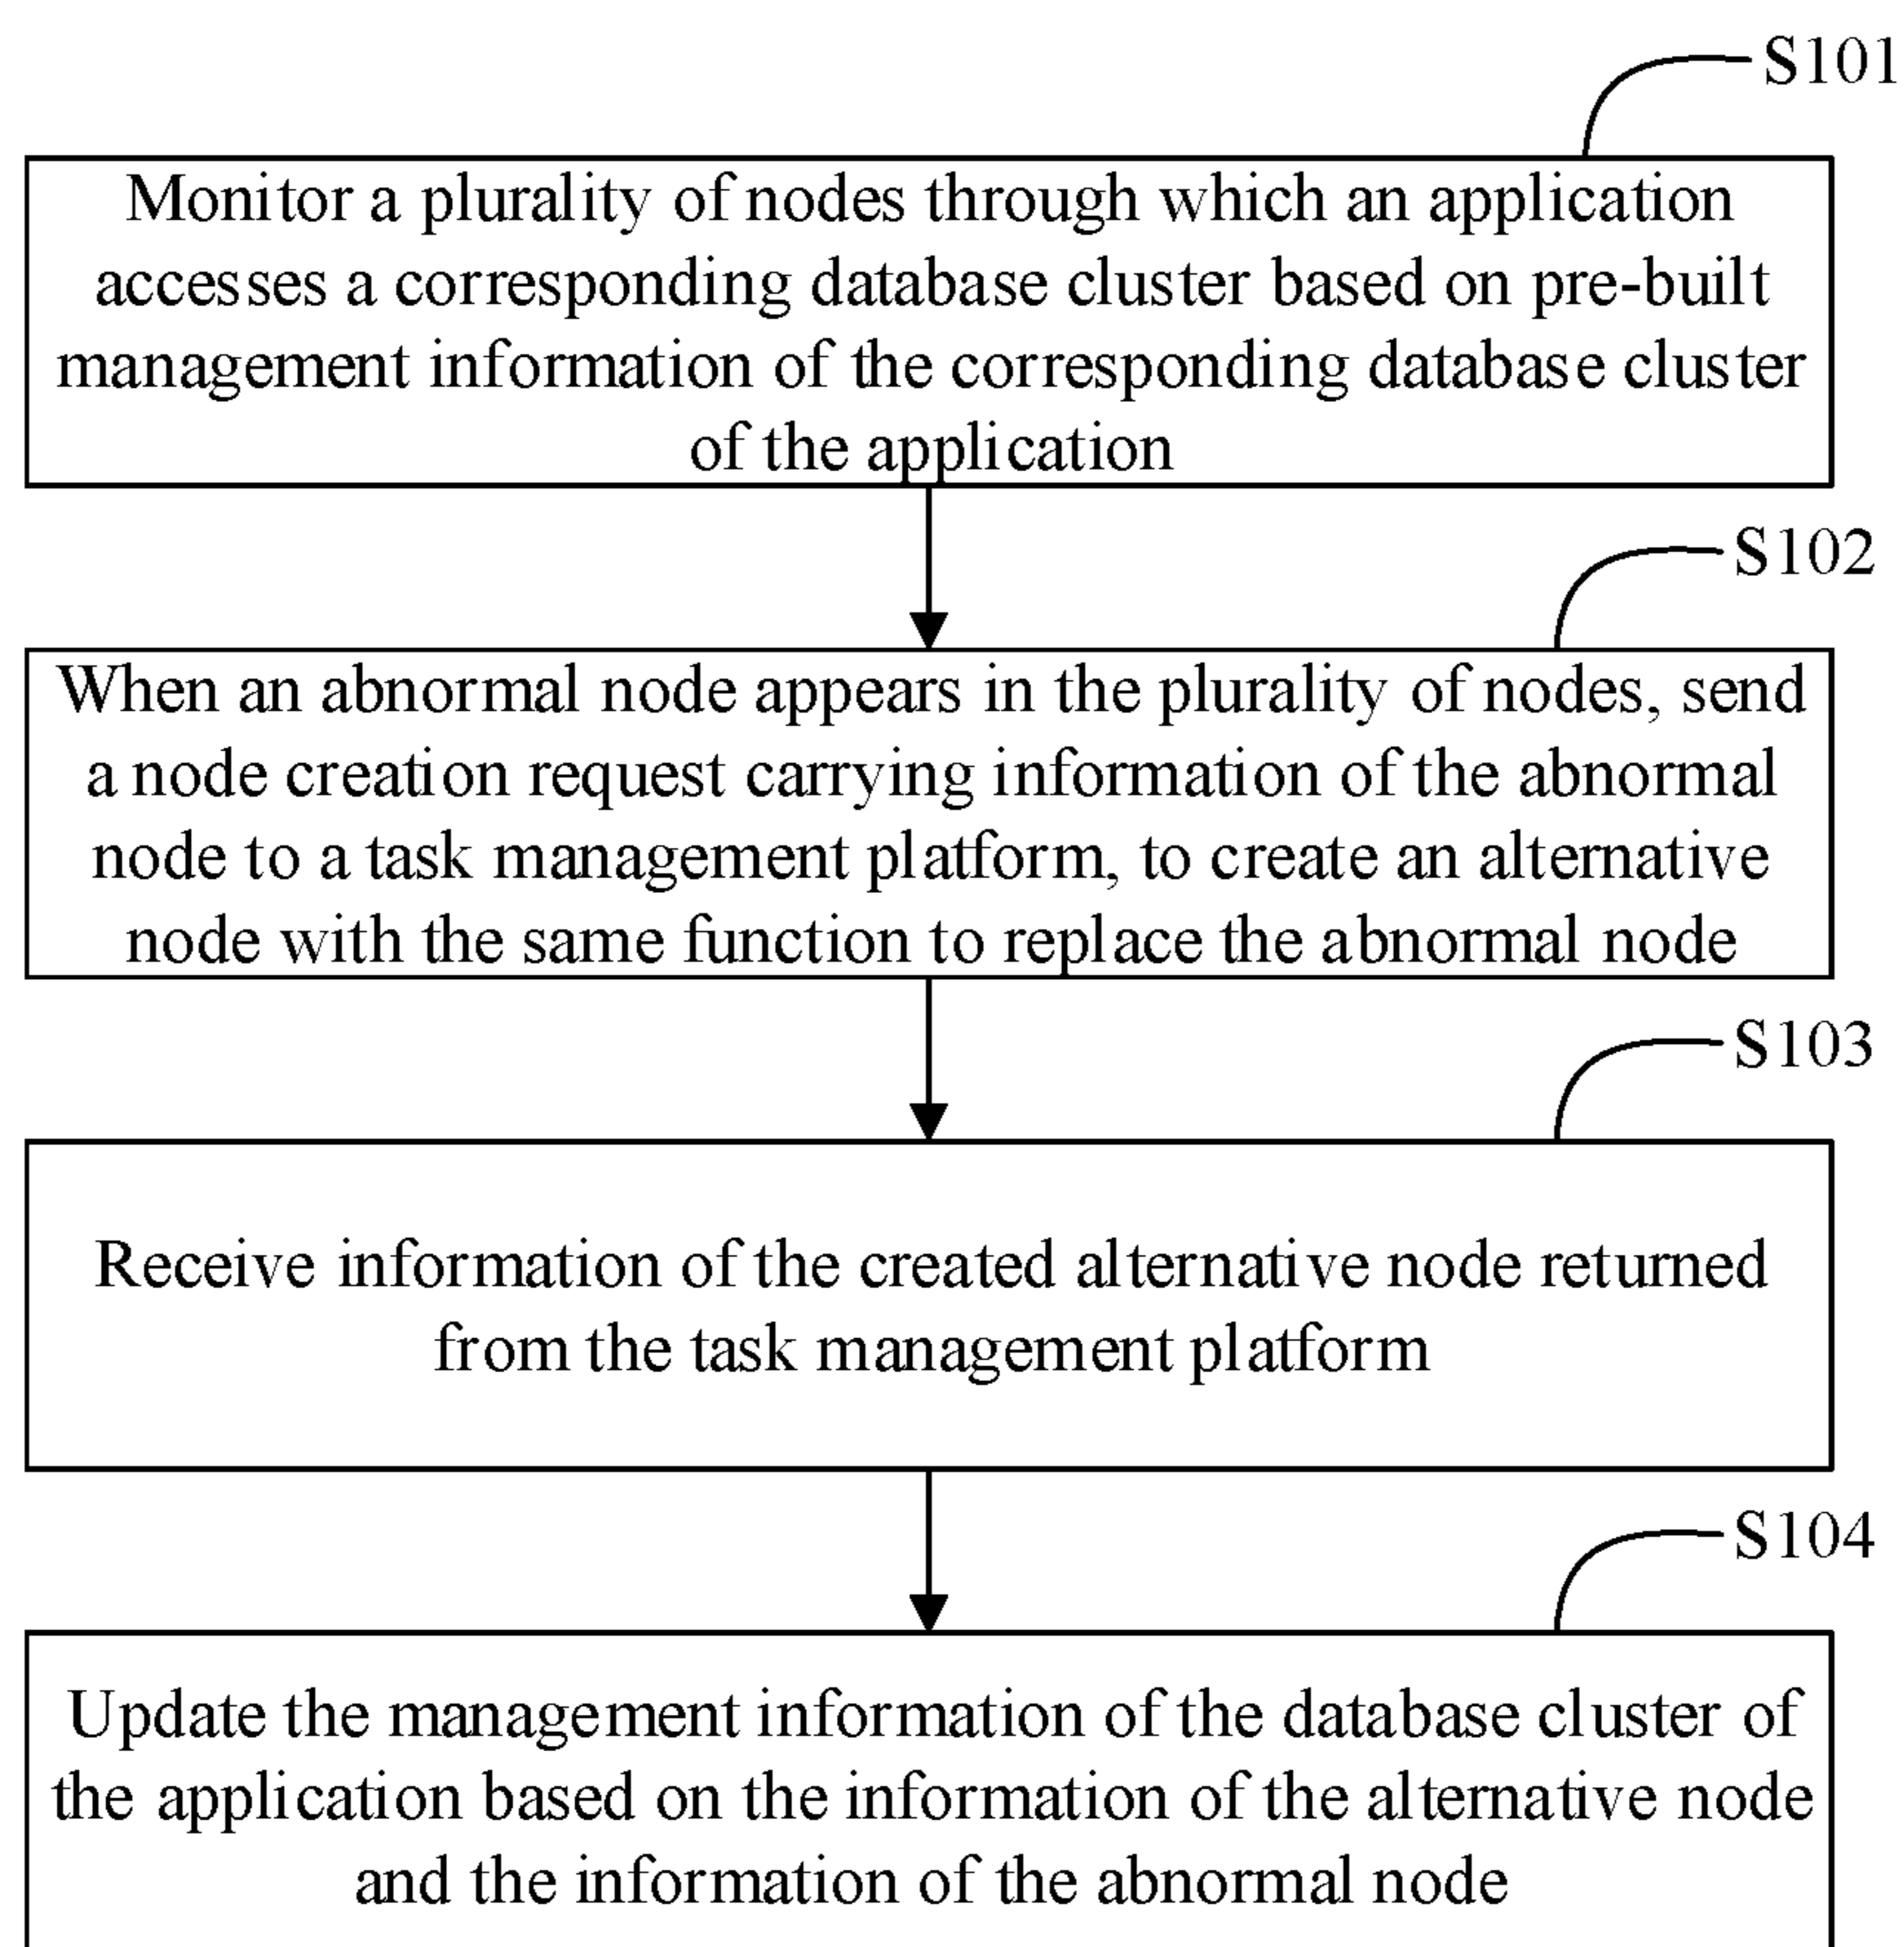 S101
Monitor a plurality of nodes through which an application
accesses a corresponding database cluster based on pre-built
management information of the corresponding database cluster
of the application
S102
When an abnormal node appears in the plurality of nodes, send
a node creation request carrying information of the abnormal
node to a task management platform, to create an alternative
node with the same function to replace the abnormal node
S103
Receive information of the created alternative node returned
from the task management platform
S104
Update the management information of the database cluster of
the application based on the information of the alternative node
and the information of the abnormal node